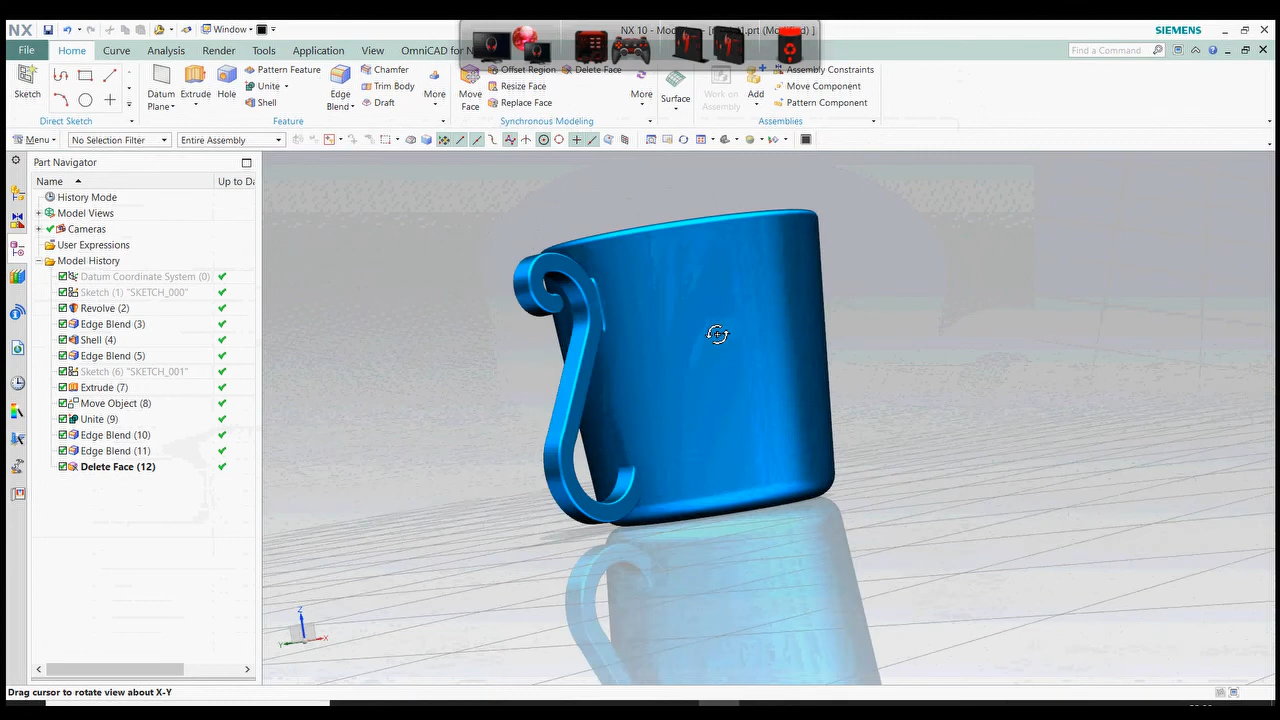 NX
Window
NX 10 - Mod
.prt (Mod
]
SIEMENS
File
Home
Curve
Analysis
Render
Tools
Application
View
OmniCAD for N
Find a Command
Sketch
Direct Sketch
Datum
Plane
Extrude
Hole
Pattern Feature
Unite
Shell
Edge
Blend
Chamfer
Trim Body
Draft
More
Feature
Move
Face
Offset Region
Delete Face
Resize Face
Replace Face
More
Synchronous Modeling
Surface
Work on
Assembly
Add
Assembly Constraints
Move Component
Pattern Component
Assemblies
Menu
No Selection Filter
Entire Assembly
Part Navigator
Name
Up to Da
History Mode
Model Views
Cameras
User Expressions
Model History
Datum Coordinate System (0)
Sketch (1) "SKETCH_000"
Revolve (2)
Edge Blend (3)
Shell (4)
Edge Blend (5)
Sketch (6) "SKETCH_001"
Extrude (7)
Move Object (8)
Unite (9)
Edge Blend (10)
Edge Blend (11)
Delete Face (12)
Z
Y
X
Drag cursor to rotate view about X-Y